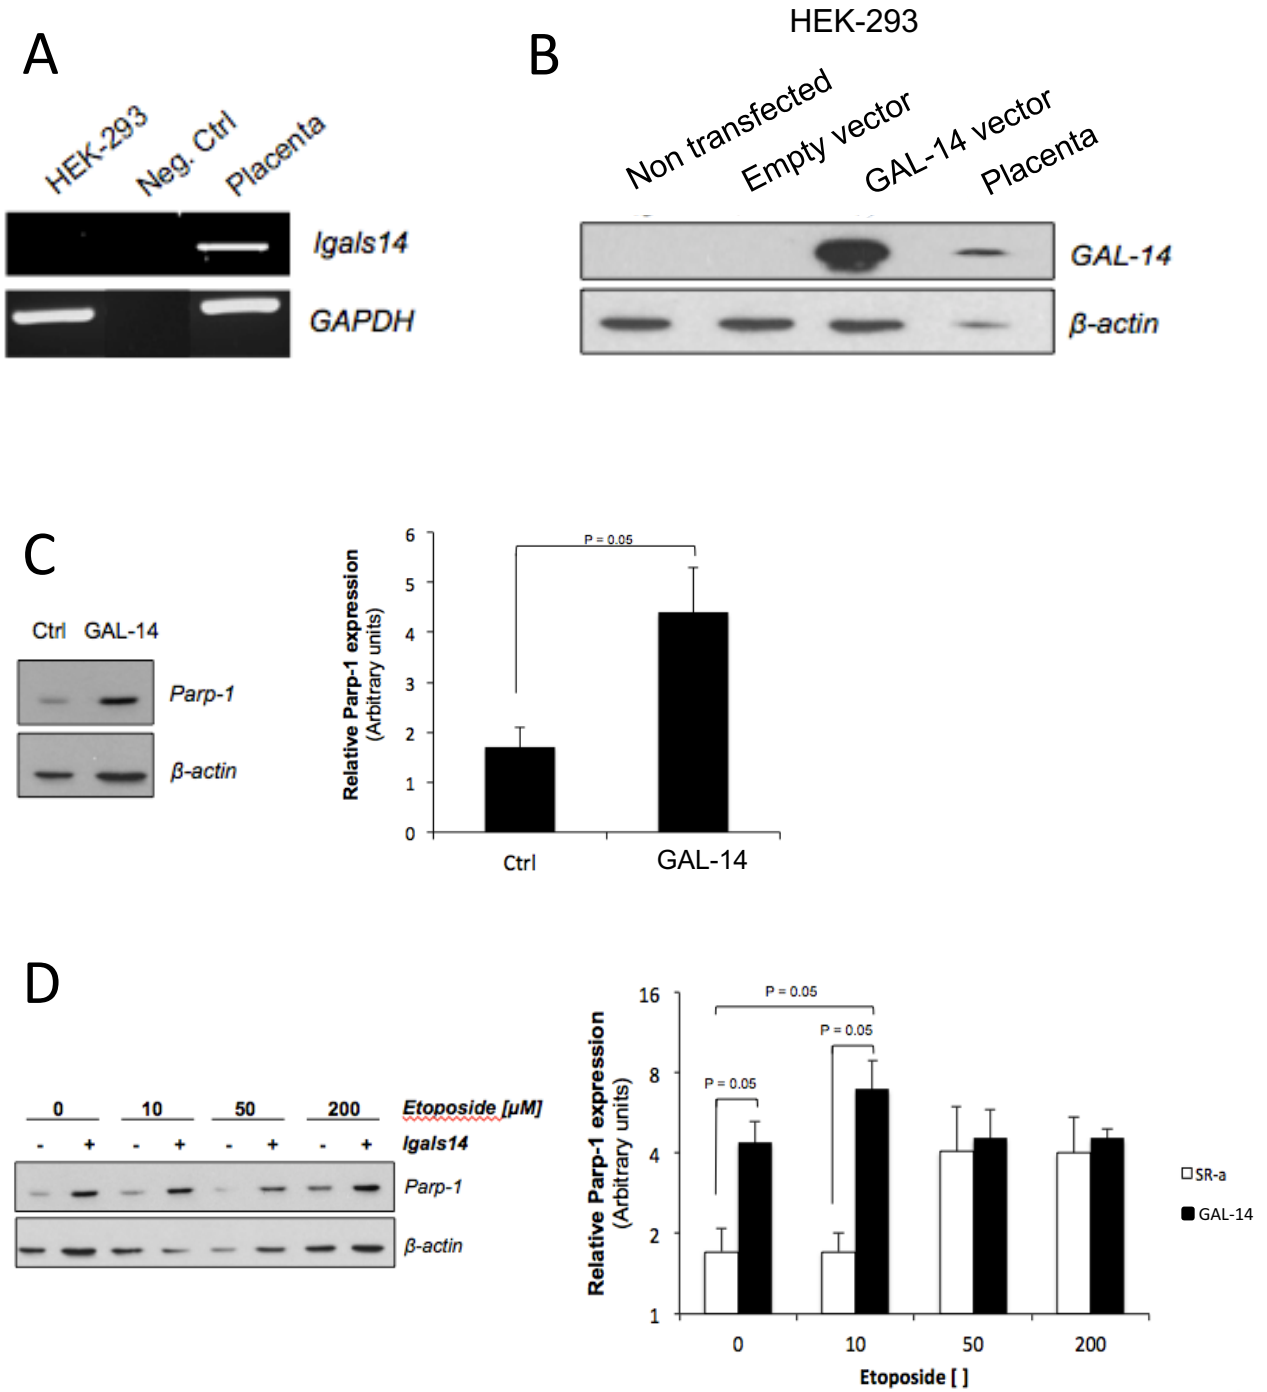 A
HEK-293
Neg. Ctrl
Placenta
Igals14
GAPDH
B
HEK-293
Non transfected
Empty vector
GAL-14 vector
Placenta
GAL-14
β-actin
C
Ctrl GAL-14
Parp-1
β-actin
Relative Parp-1 expression
(Arbitrary units)
6
5
4
3
2
1
0
P = 0.05
Ctrl GAL-14
D
0 10 50 200 Etoposide [µM]
- + - + - + - + Igals14
Parp-1
β-actin
Relative Parp-1 expression
(Arbitrary units)
16
8
4
2
1
P = 0.05
P = 0.05
P = 0.05
0 10 50 200
Etoposide [ ]
SR-a
GAL-14